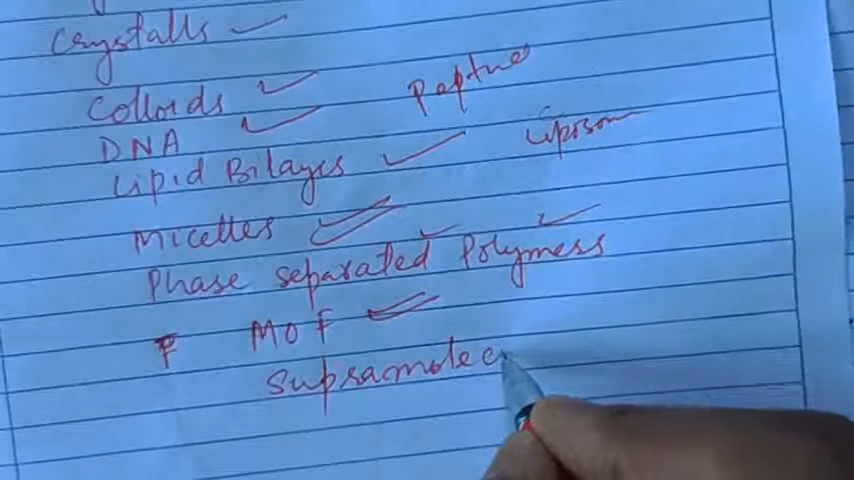 Crystalls
Colloids
Peptide
DNA
Lipid Bilayes
Liposom
Micelles
Phase separated Polymess
F MOF
Supramolec